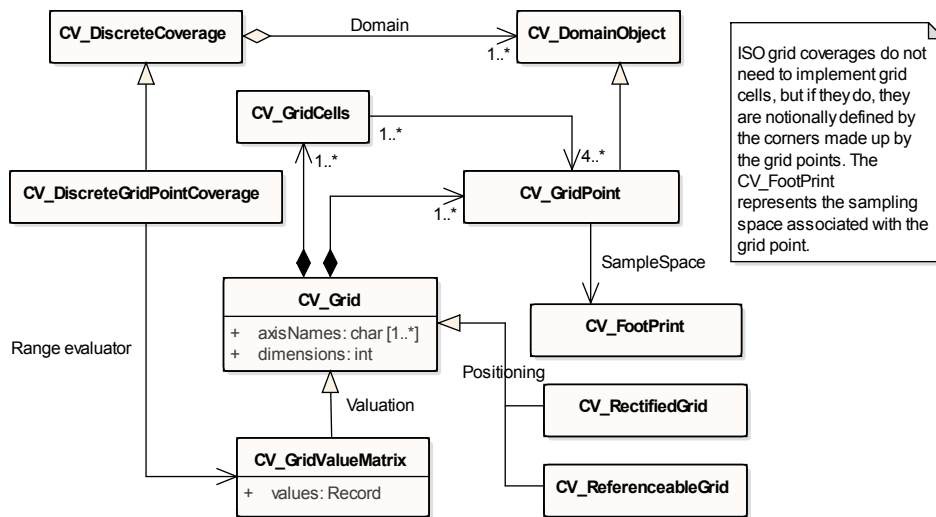 CV_DiscreteCoverage
Domain
1..*
CV_DomainObject
ISO grid coverages do not
need to implement grid
cells, but if they do, they
are notionally defined by
the corners made up by
the grid points. The
CV_FootPrint
represents the sampling
space associated with the
grid point.
CV_GridCells
1..*
1..*
4..*
CV_DiscreteGridPointCoverage
CV_GridPoint
1..*
SampleSpace
CV_Grid
+ axisNames: char [1..*]
+ dimensions: int
CV_FootPrint
Range evaluator
Positioning
Valuation
CV_RectifiedGrid
CV_GridValueMatrix
+ values: Record
CV_ReferenceableGrid